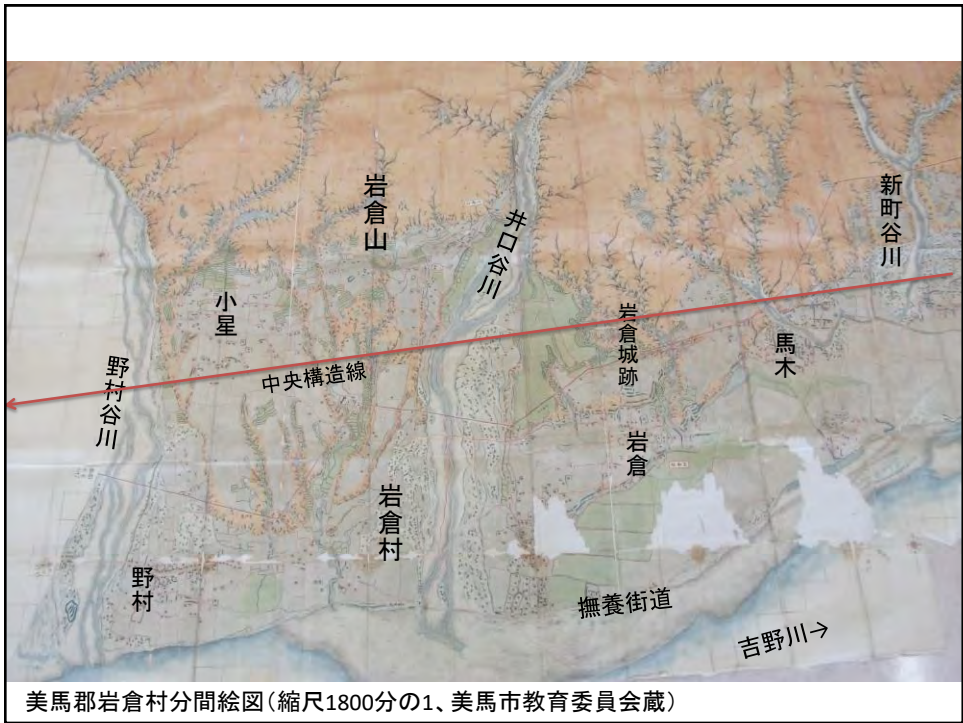 岩倉山
井口谷川
新町谷川
小星
岩倉城跡
馬木
野村谷川
中央構造線
岩倉
岩倉村
野村
撫養街道
吉野川→
美馬郡岩倉村分間絵図(縮尺1800分の1、美馬市教育委員会蔵)